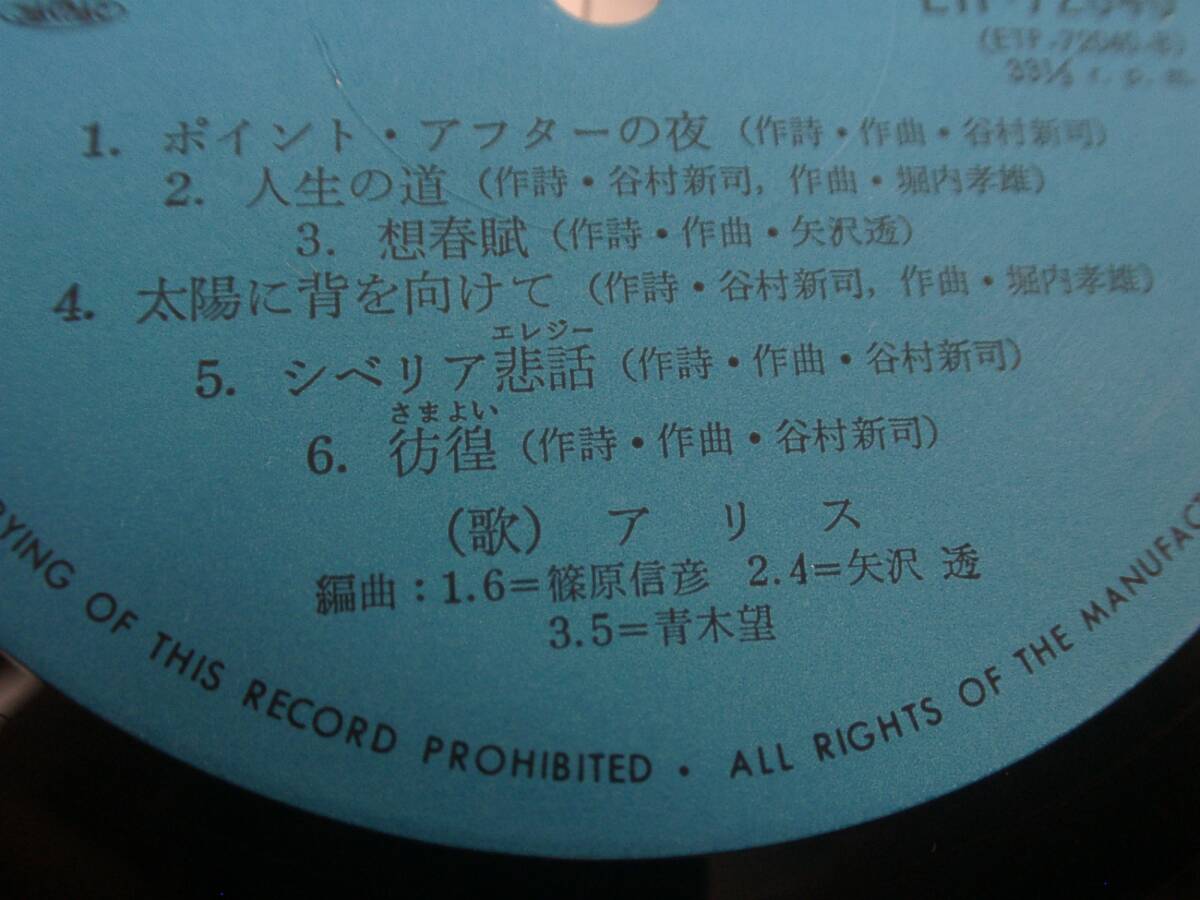 33⅓ r.p.m.
1. ポイント・アフターの夜 (作詩・作曲・谷村新司)
2. 人生の道 (作詩・谷村新司, 作曲・堀内孝雄)
3. 想春賦 (作詩・作曲・矢沢透)
4. 太陽に背を向けて (作詩・谷村新司, 作曲・堀内孝雄)
エレジー
5. シベリア悲話 (作詩・作曲・谷村新司)
さまよい
6. 彷徨 (作詩・作曲・谷村新司)
(歌) アリス
編曲:1.6=篠原信彦 2.4=矢沢 透
3.5=青木望
OF THIS RECORD PROHIBITED • ALL RIGHTS OF THE